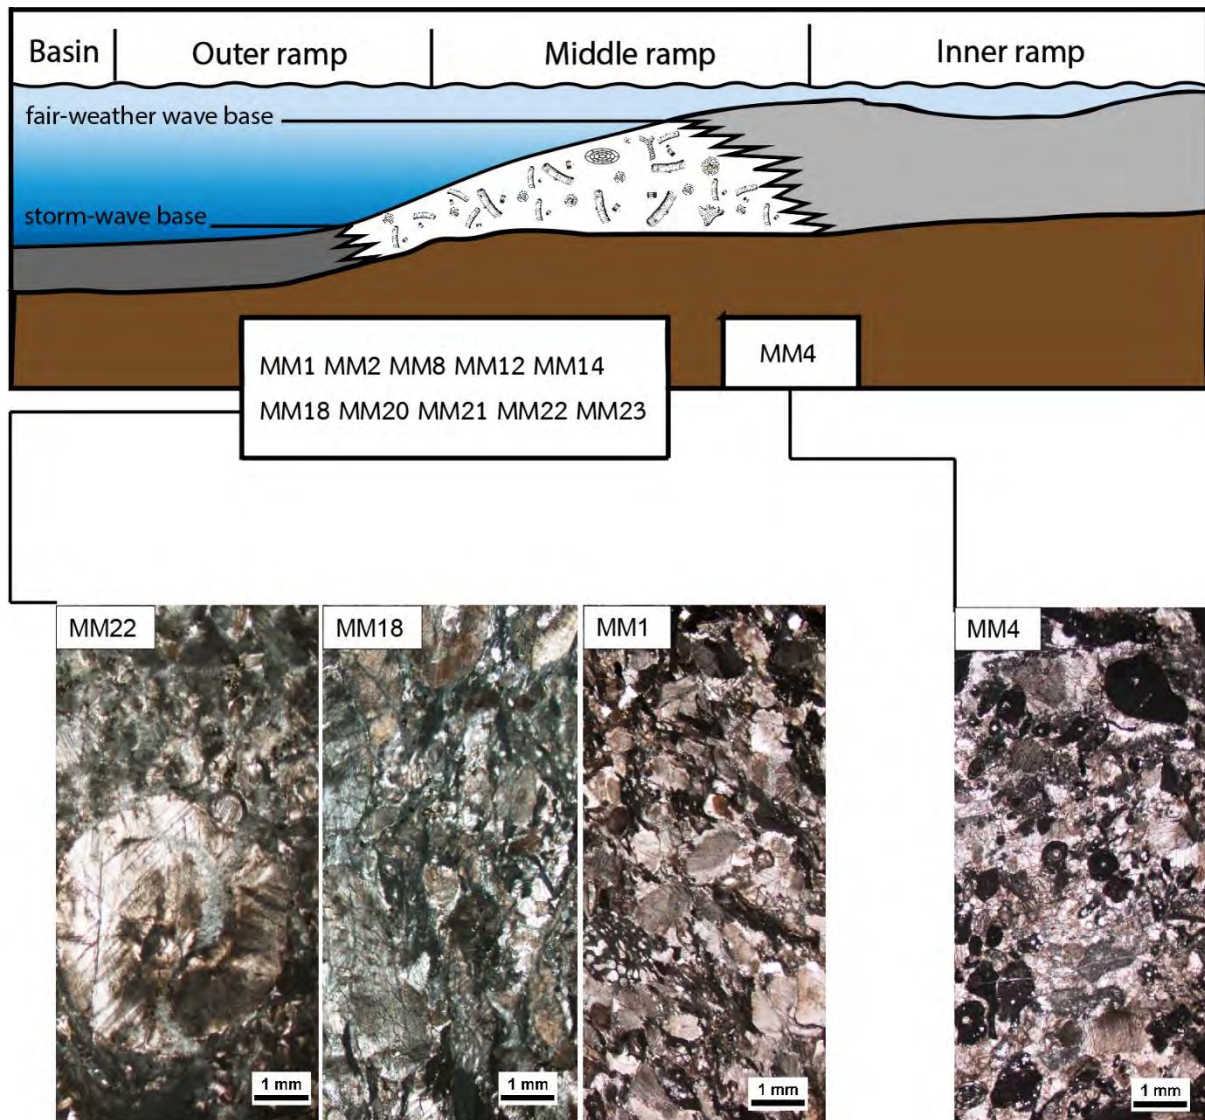 Basin
Outer ramp
Middle ramp
Inner ramp
fair-weather wave base
storm-wave base
MM1 MM2 MM8 MM12 MM14
MM18 MM20 MM21 MM22 MM23
MM4
MM22
MM18
MM1
MM4
1 mm
1 mm
1 mm
1 mm